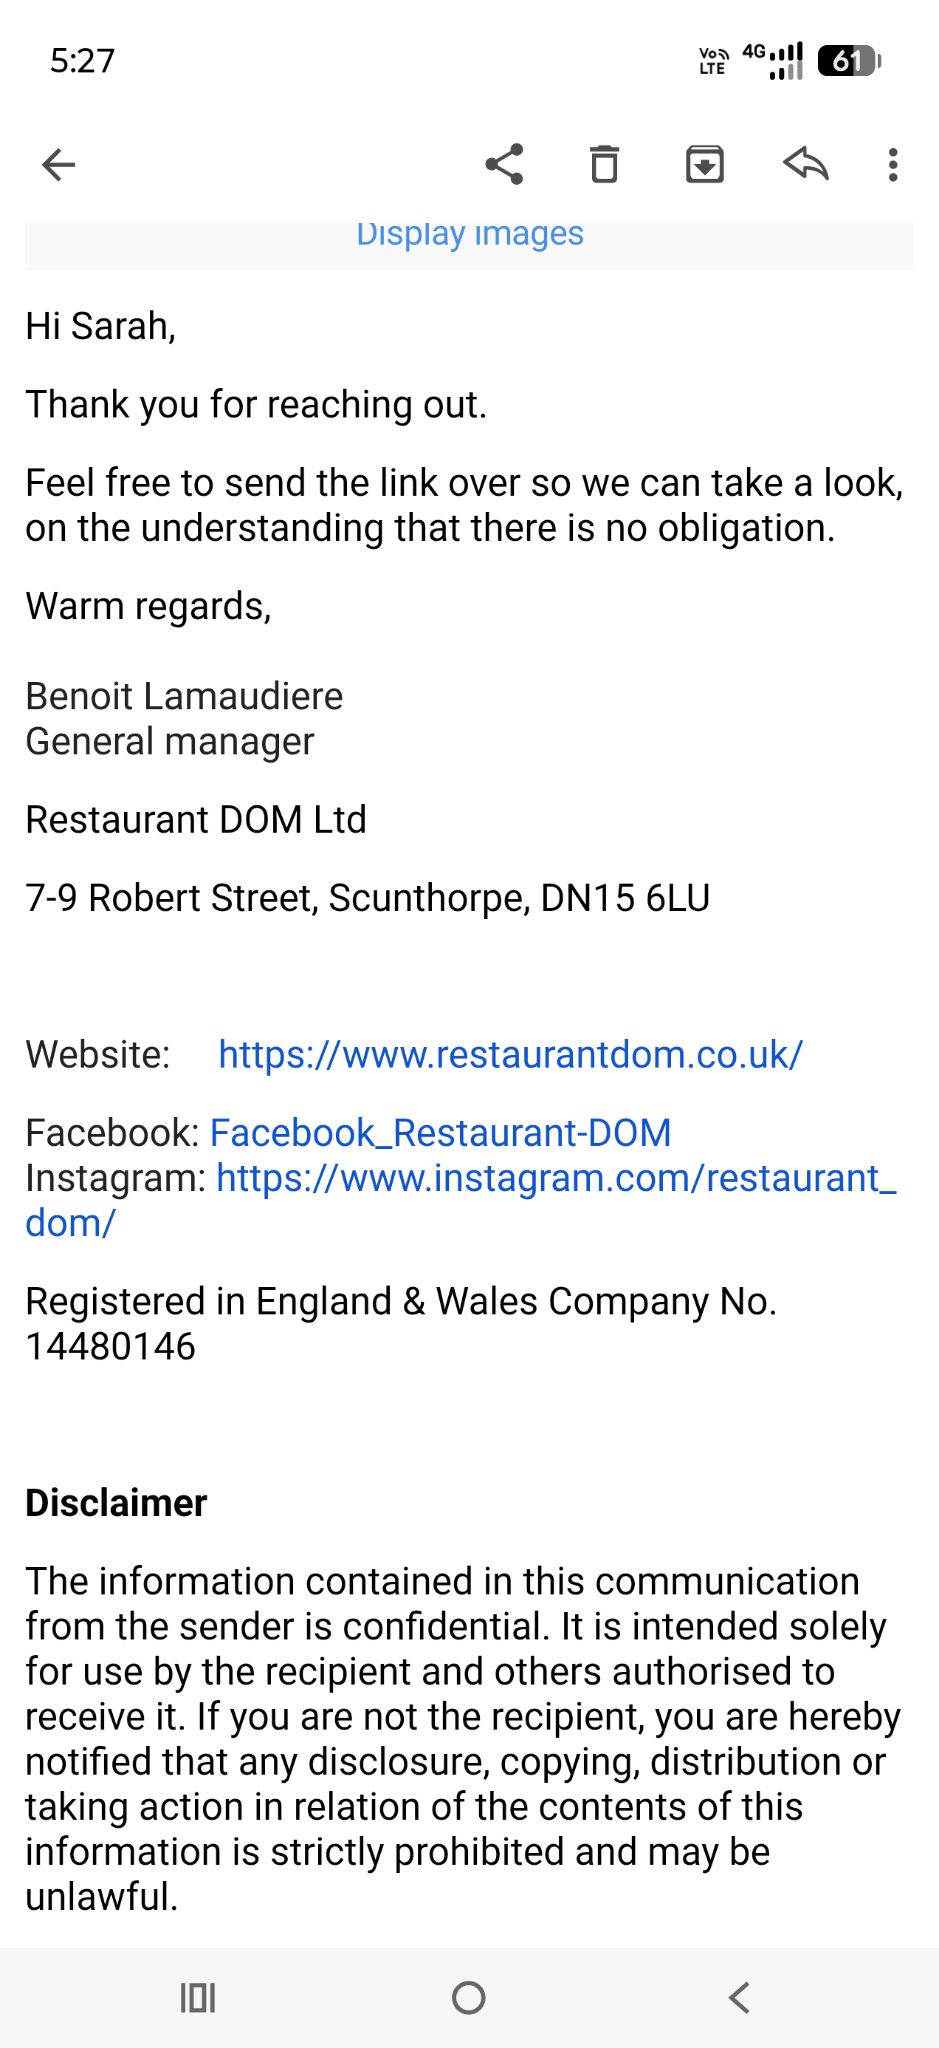 5:27
Vo)) 4G
LTE
61
Display images
Hi Sarah,
Thank you for reaching out.
Feel free to send the link over so we can take a look,
on the understanding that there is no obligation.
Warm regards,
Benoit Lamaudiere
General manager
Restaurant DOM Ltd
7-9 Robert Street, Scunthorpe, DN15 6LU
Website: https://www.restaurantdom.co.uk/
Facebook: Facebook_Restaurant-DOM
Instagram: https://www.instagram.com/restaurant_
dom/
Registered in England & Wales Company No.
14480146
Disclaimer
The information contained in this communication
from the sender is confidential. It is intended solely
for use by the recipient and others authorised to
receive it. If you are not the recipient, you are hereby
notified that any disclosure, copying, distribution or
taking action in relation of the contents of this
information is strictly prohibited and may be
unlawful.